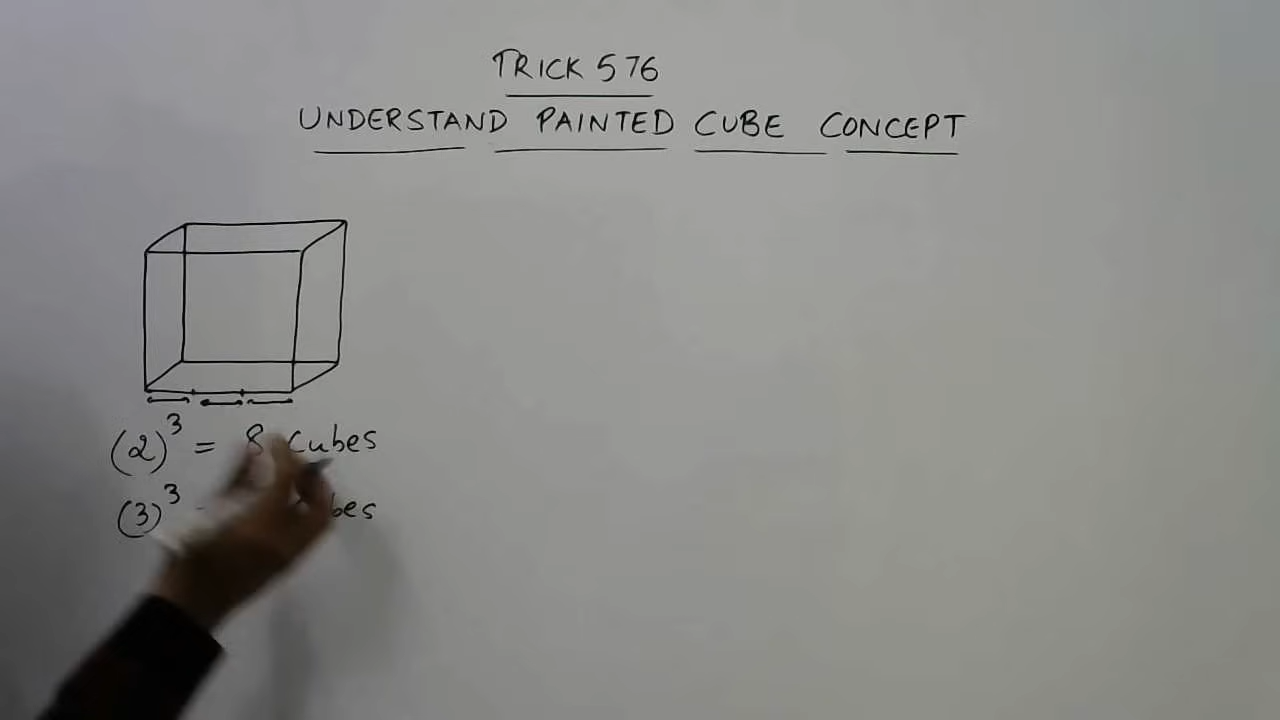 TRICK 576
UNDERSTAND PAINTED CUBE CONCEPT
(2)³ = 8 cubes
(3)³